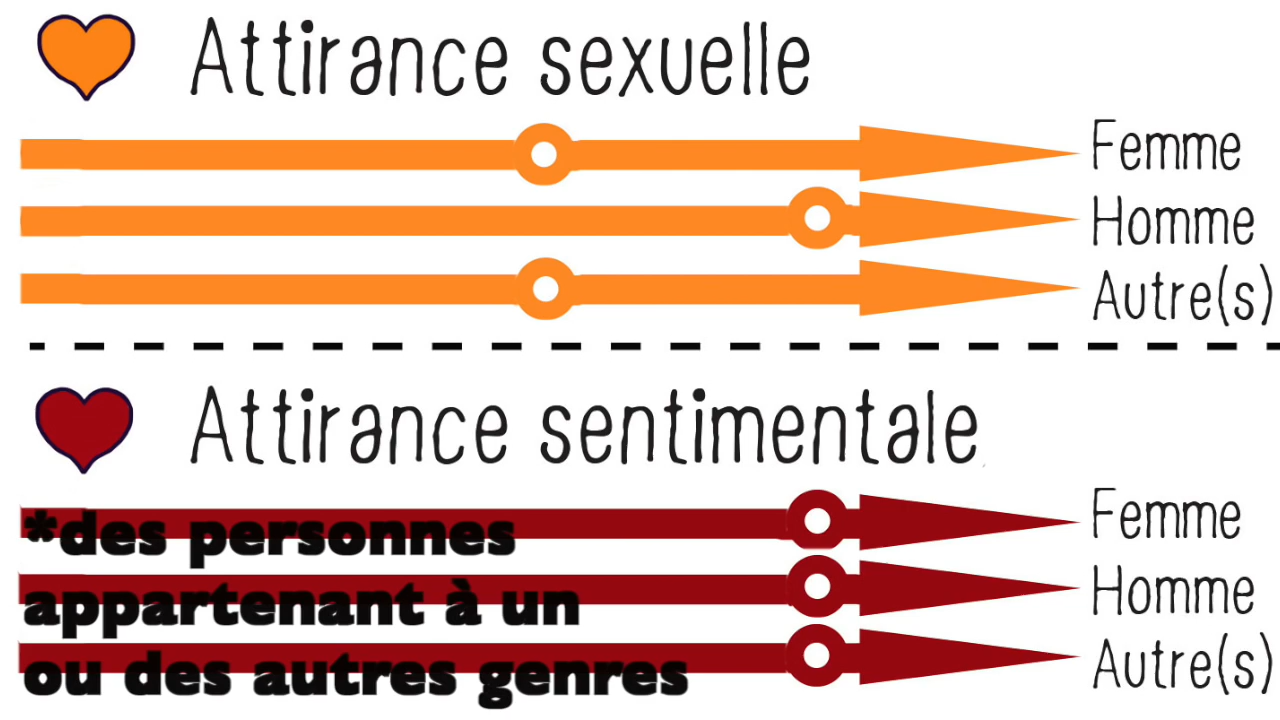 Attirance sexuelle
Femme
Homme
Autre(s)
Attirance sentimentale
Femme
Homme
Autre(s)
*des personnes
appartenant à un
ou des autres genres